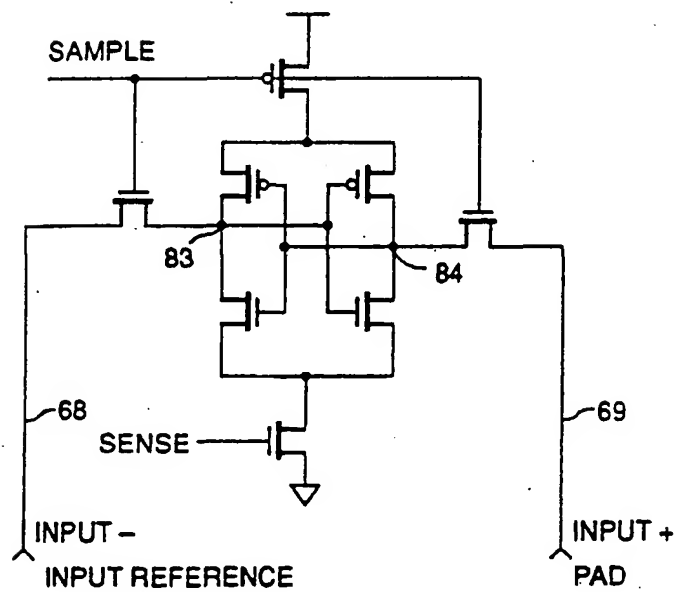 SAMPLE
83
84
68
69
SENSE
INPUT –
INPUT REFERENCE
INPUT +
PAD